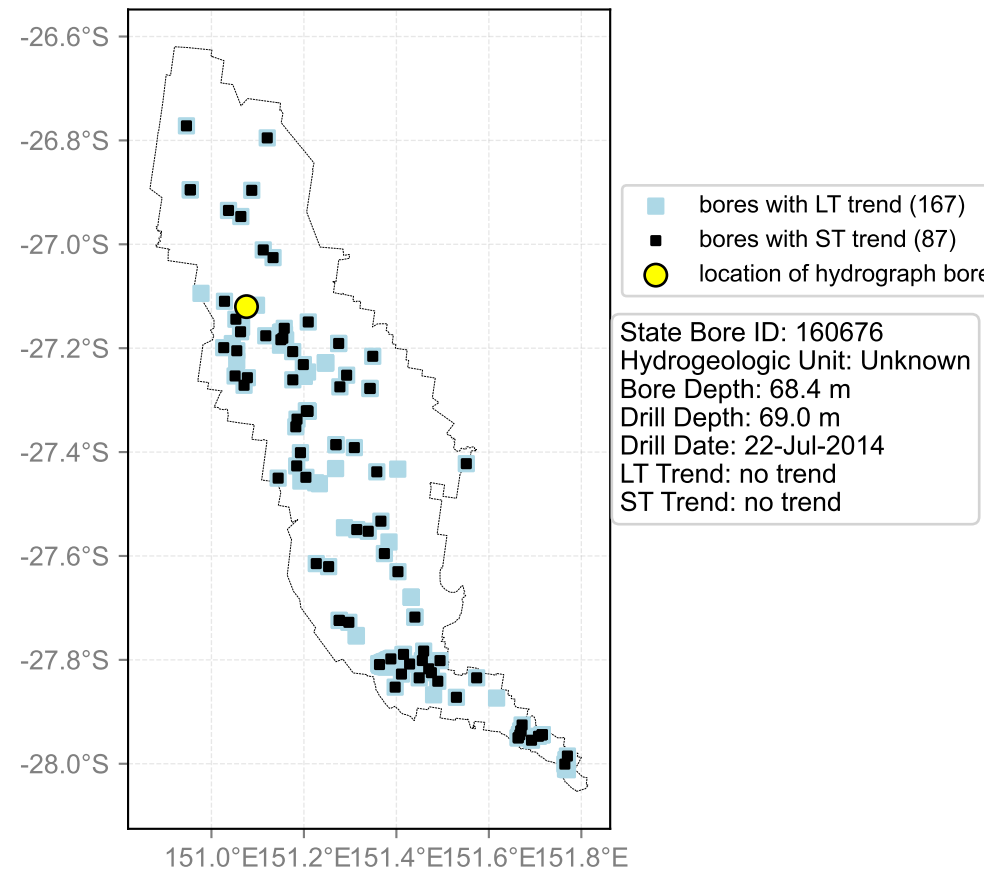 -26.6°S
-26.8°S
-27.0°S
-27.2°S
-27.4°S
-27.6°S
-27.8°S
-28.0°S
151.0°E151.2°E151.4°E151.6°E151.8°E
bores with LT trend (167)
bores with ST trend (87)
location of hydrograph bore
State Bore ID: 160676
Hydrogeologic Unit: Unknown
Bore Depth: 68.4 m
Drill Depth: 69.0 m
Drill Date: 22-Jul-2014
LT Trend: no trend
ST Trend: no trend